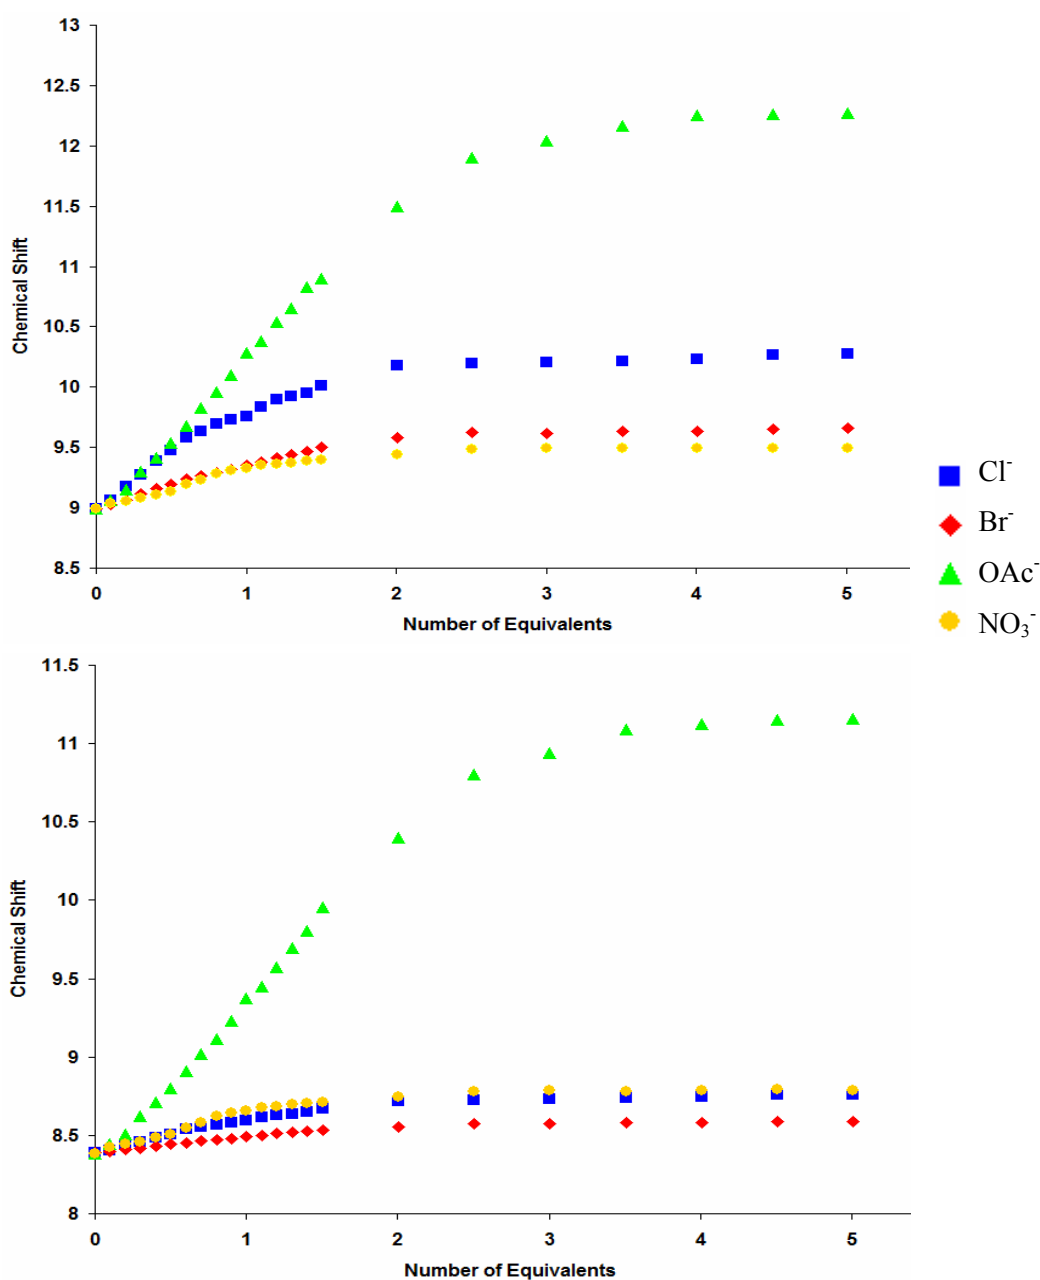 13
12.5
12
11.5
11
10.5
10
9.5
9
8.5
Chemical Shift
0 1 2 3 4 5
Number of Equivalents
Cl⁻
Br⁻
OAc⁻
NO₃⁻
11.5
11
10.5
10
9.5
9
8.5
8
Chemical Shift
0 1 2 3 4 5
Number of Equivalents